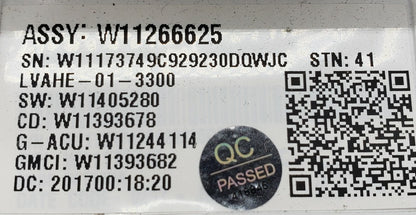 ASSY: W11266625
SN: W11173749C929230DQWJC STN: 41
LVAHE-01-3300
SW: W11405280
CD: W11393678
G-ACU: W11244114
GMCI: W11393682
DC: 201700:18:20
QC
PASSED